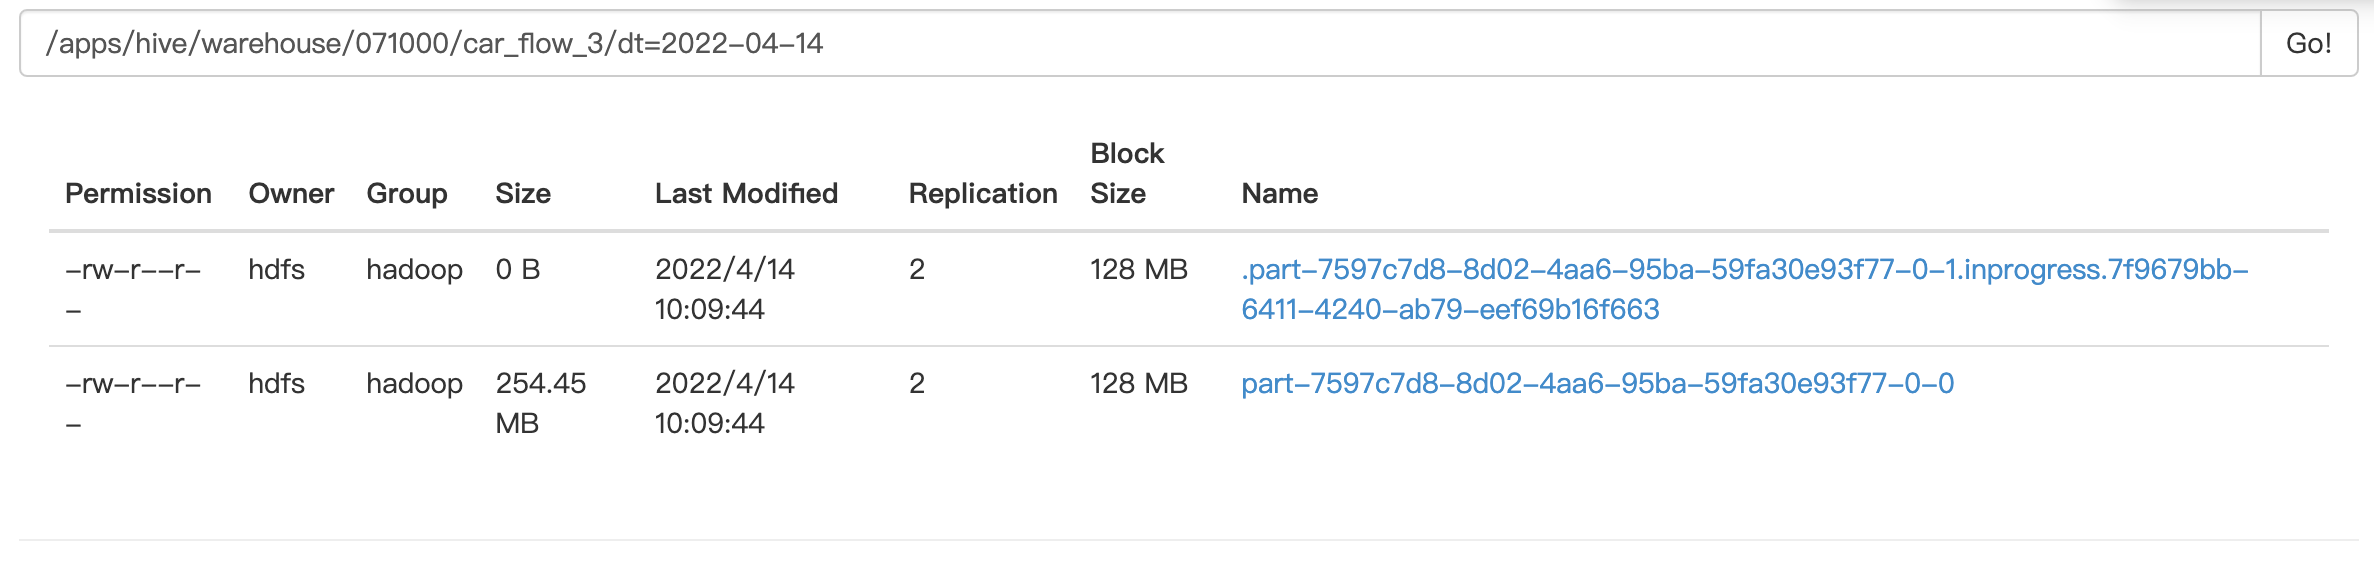 /apps/hive/warehouse/071000/car_flow_3/dt=2022-04-14 Go!
Block
Permission Owner Group Size Last Modified Replication Size Name
-rw-r--r- hdfs hadoop 0 B 2022/4/14 2 128 MB .part-7597c7d8-8d02-4aa6-95ba-59fa30e93f77-0-1.inprogress.7f9679bb-
- 10:09:44 6411-4240-ab79-eef69b16f663
-rw-r--r- hdfs hadoop 254.45 2022/4/14 2 128 MB part-7597c7d8-8d02-4aa6-95ba-59fa30e93f77-0-0
- MB 10:09:44